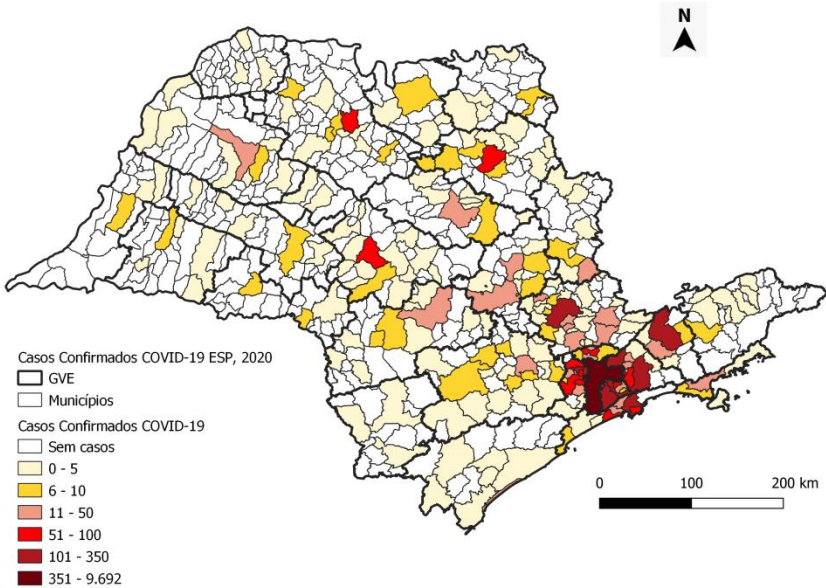 N
Casos Confirmados COVID-19 ESP, 2020
GVE
Municípios
Casos Confirmados COVID-19
Sem casos
0 - 5
6 - 10
11 - 50
51 - 100
101 - 350
351 - 9.692
0 100 200 km